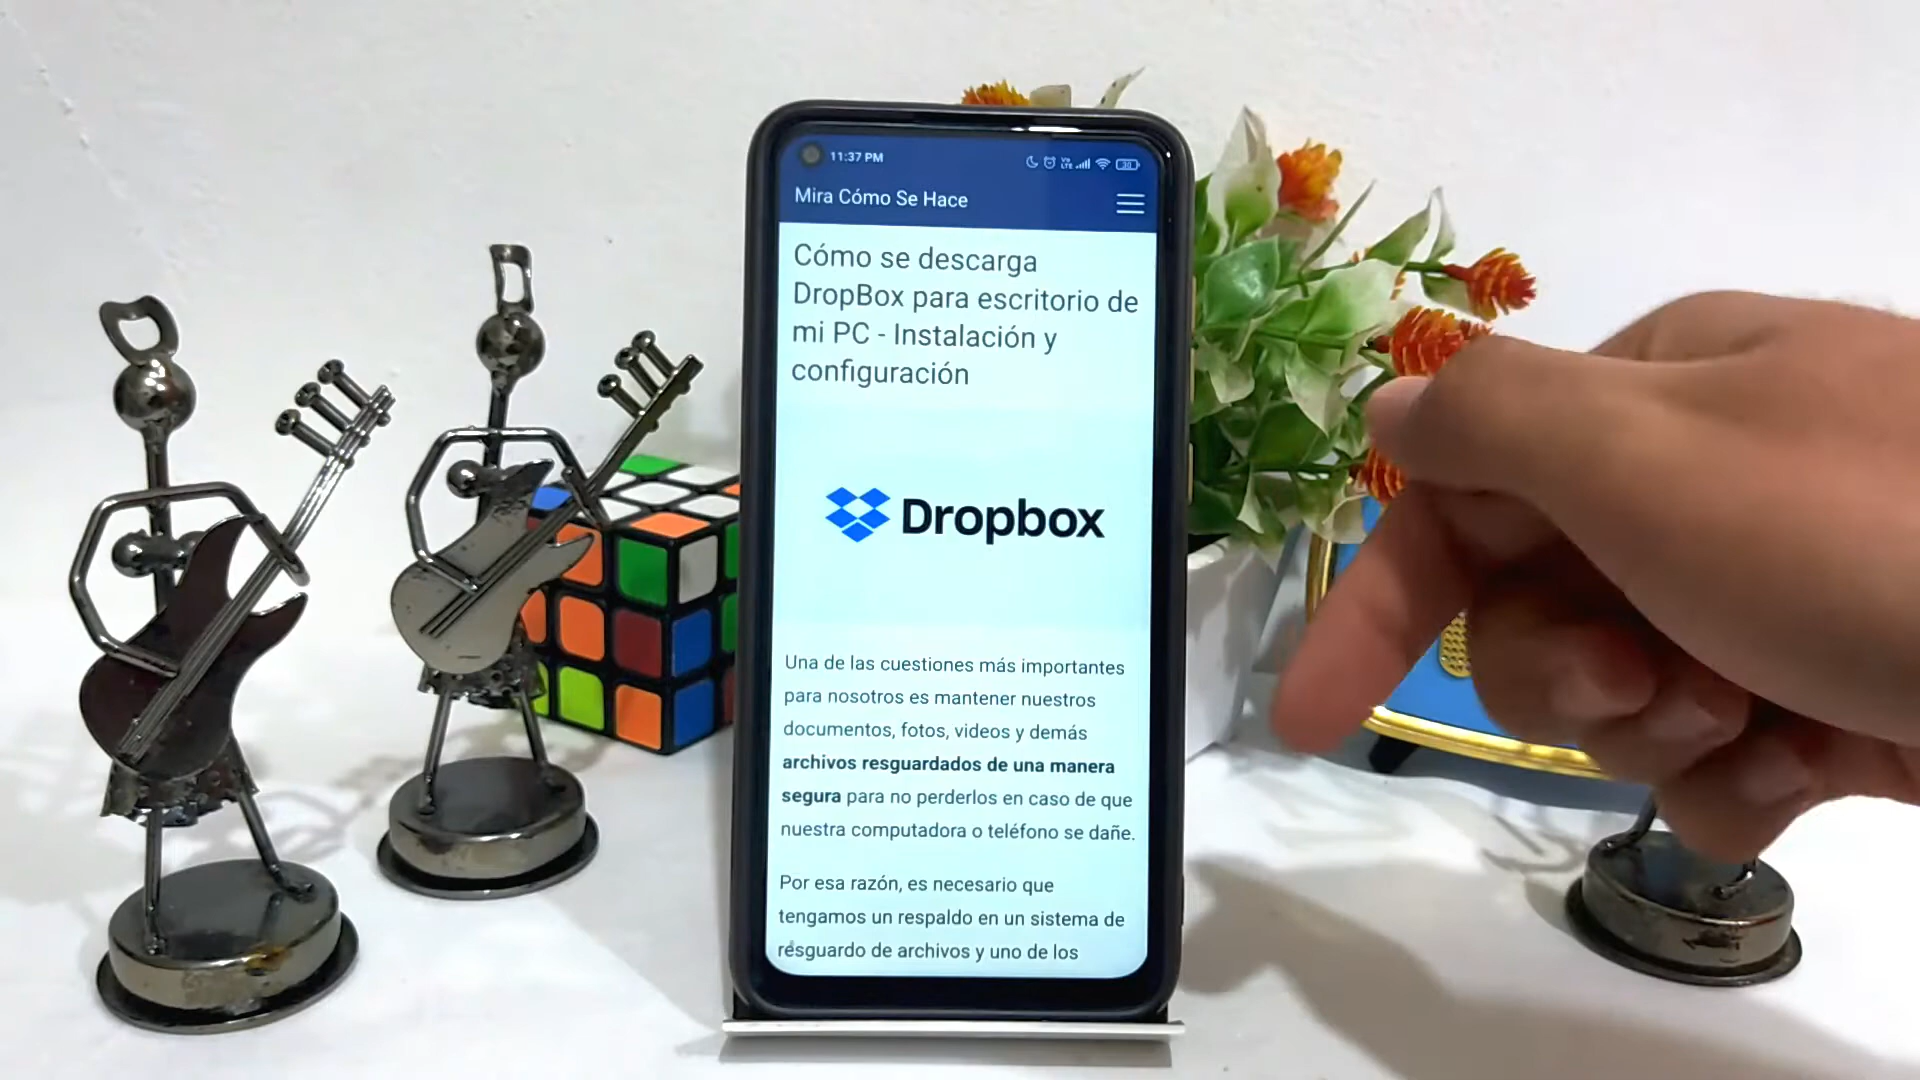 11:37 PM
Vo LTE
30
Mira Cómo Se Hace
Cómo se descarga
DropBox para escritorio de
mi PC - Instalación y
configuración
Dropbox
Una de las cuestiones más importantes
para nosotros es mantener nuestros
documentos, fotos, videos y demás
archivos resguardados de una manera
segura para no perderlos en caso de que
nuestra computadora o teléfono se dañe.
Por esa razón, es necesario que
tengamos un respaldo en un sistema de
resguardo de archivos y uno de los